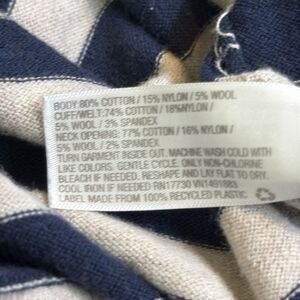 BODY: 80% COTTON / 15% NYLON / 5% WOOL
CUFF/WELT: 74% COTTON / 18%NYLON /
5% WOOL / 3% SPANDEX
NECK OPENING: 77% COTTON / 16% NYLON /
5% WOOL / 2% SPANDEX
TURN GARMENT INSIDE OUT. MACHINE WASH COLD WITH
LIKE COLORS. GENTLE CYCLE. ONLY NON-CHLORINE
BLEACH IF NEEDED. RESHAPE AND LAY FLAT TO DRY.
COOL IRON IF NEEDED RN17730 VN1491883
LABEL MADE FROM 100% RECYCLED PLASTIC